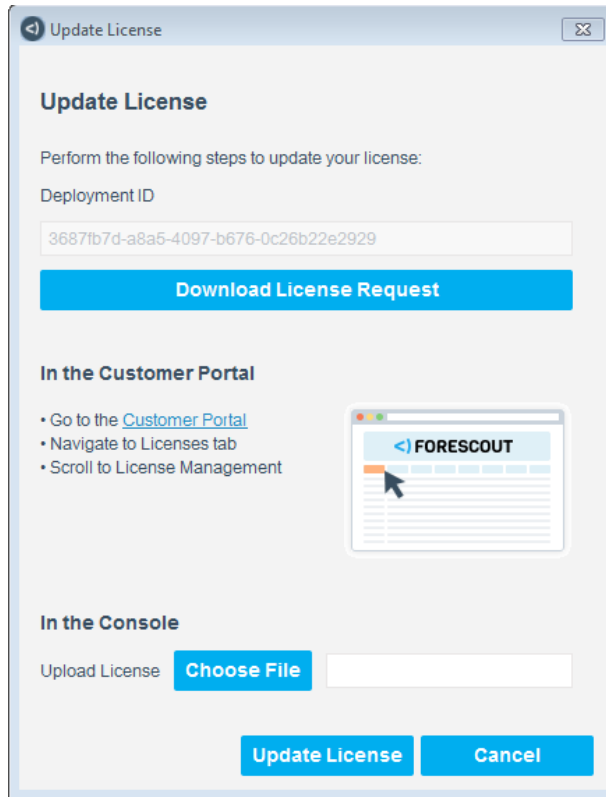 Update License
Update License
Perform the following steps to update your license:
Deployment ID
3687fb7d-a8a5-4097-b676-0c26b22e2929
Download License Request
In the Customer Portal
• Go to the Customer Portal
• Navigate to Licenses tab
• Scroll to License Management
<) FORESCOUT
In the Console
Upload License Choose File
Update License Cancel